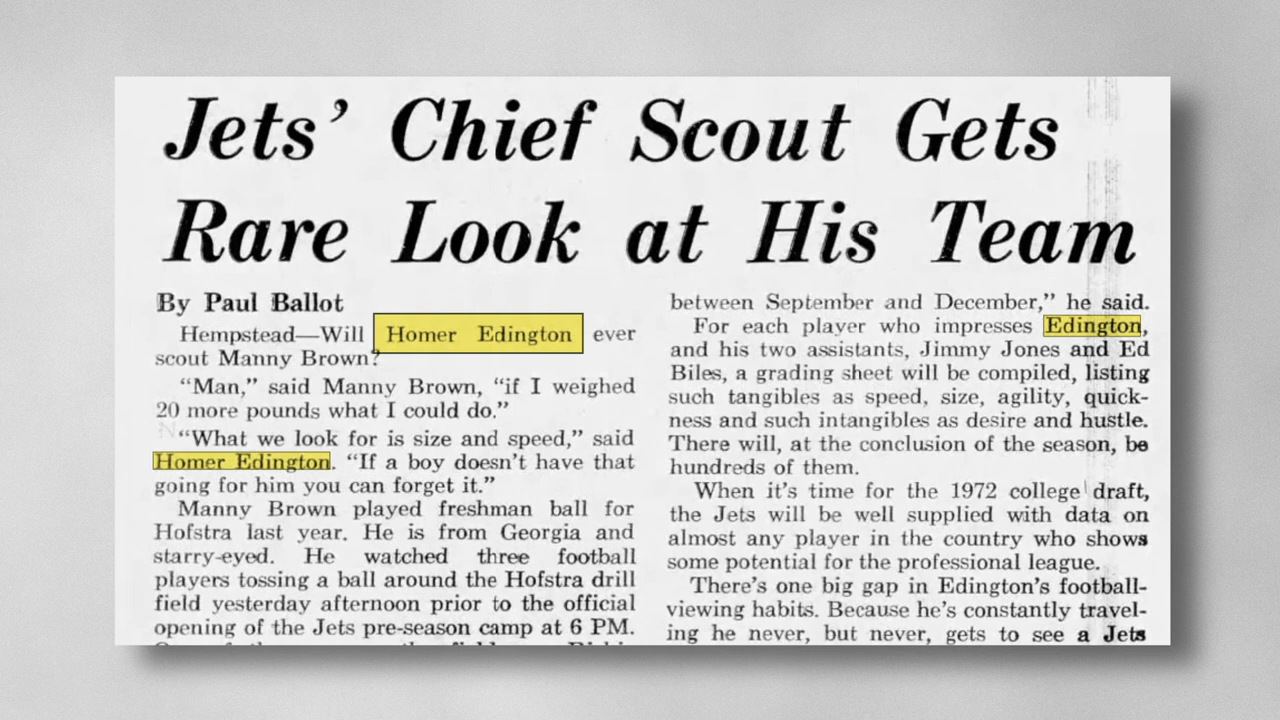 Jets' Chief Scout Gets
Rare Look at His Team
By Paul Ballot
Hempstead—Will Homer Edington ever
scout Manny Brown?
"Man," said Manny Brown, "if I weighed
20 more pounds what I could do."
"What we look for is size and speed," said
Homer Edington. "If a boy doesn't have that
going for him you can forget it."
Manny Brown played freshman ball for
Hofstra last year. He is from Georgia and
starry-eyed. He watched three football
players tossing a ball around the Hofstra drill
field yesterday afternoon prior to the official
opening of the Jets pre-season camp at 6 PM.
between September and December," he said.
For each player who impresses Edington,
and his two assistants, Jimmy Jones and Ed
Biles, a grading sheet will be compiled, listing
such tangibles as speed, size, agility, quick-
ness and such intangibles as desire and hustle.
There will, at the conclusion of the season, be
hundreds of them.
When it's time for the 1972 college draft,
the Jets will be well supplied with data on
almost any player in the country who shows
some potential for the professional league.
There's one big gap in Edington's football-
viewing habits. Because he's constantly travel-
ing he never, but never, gets to see a Jets